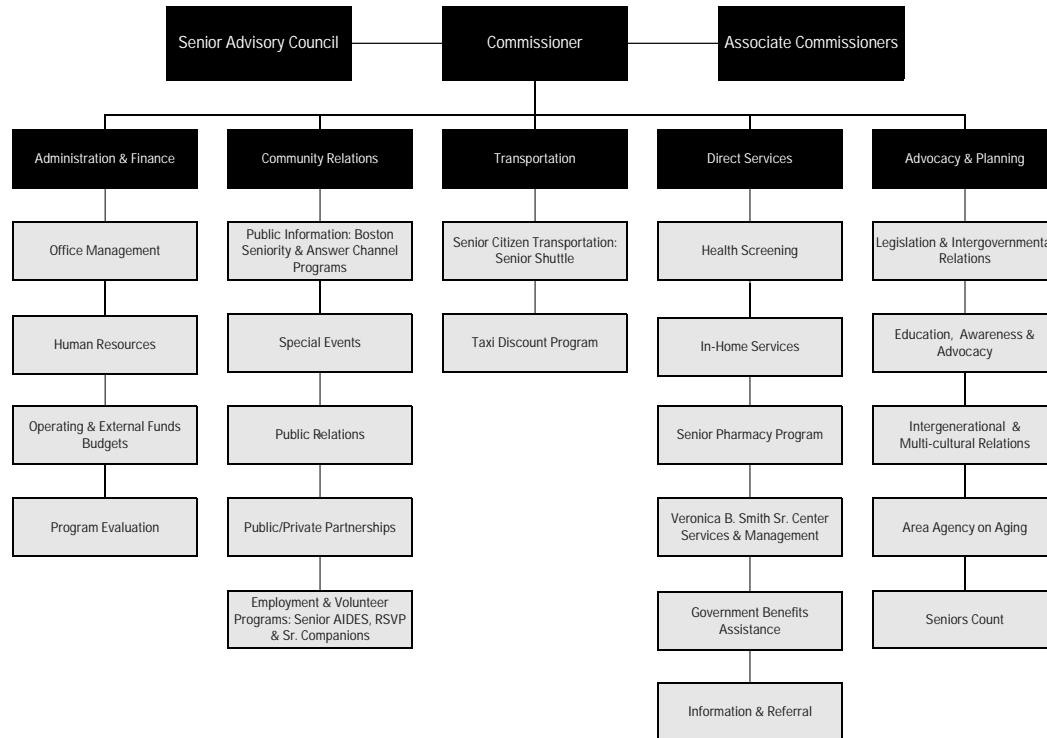 Senior Advisory Council
Commissioner
Associate Commissioners
Administration & Finance
Community Relations
Transportation
Direct Services
Advocacy & Planning
Office Management
Public Information: Boston
Seniority & Answer Channel
Programs
Senior Citizen Transportation:
Senior Shuttle
Health Screening
Legislation & Intergovernmenta
Relations
Human Resources
Special Events
Taxi Discount Program
In-Home Services
Education, Awareness &
Advocacy
Operating & External Funds
Budgets
Public Relations
Senior Pharmacy Program
Intergenerational &
Multi-cultural Relations
Program Evaluation
Public/Private Partnerships
Veronica B. Smith Sr. Center
Services & Management
Area Agency on Aging
Employment & Volunteer
Programs: Senior AIDES, RSVP
& Sr. Companions
Government Benefits
Assistance
Seniors Count
Information & Referral